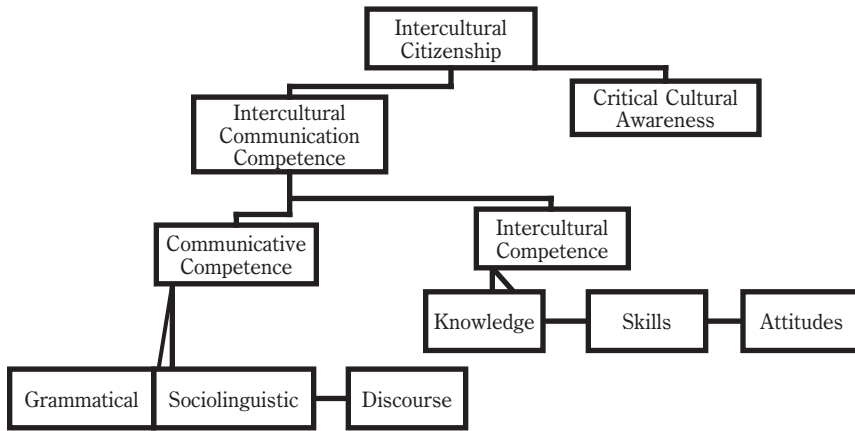 Intercultural
Citizenship
Intercultural
Communication
Competence
Critical Cultural
Awareness
Communicative
Competence
Intercultural
Competence
Knowledge
Skills
Attitudes
Grammatical
Sociolinguistic
Discourse